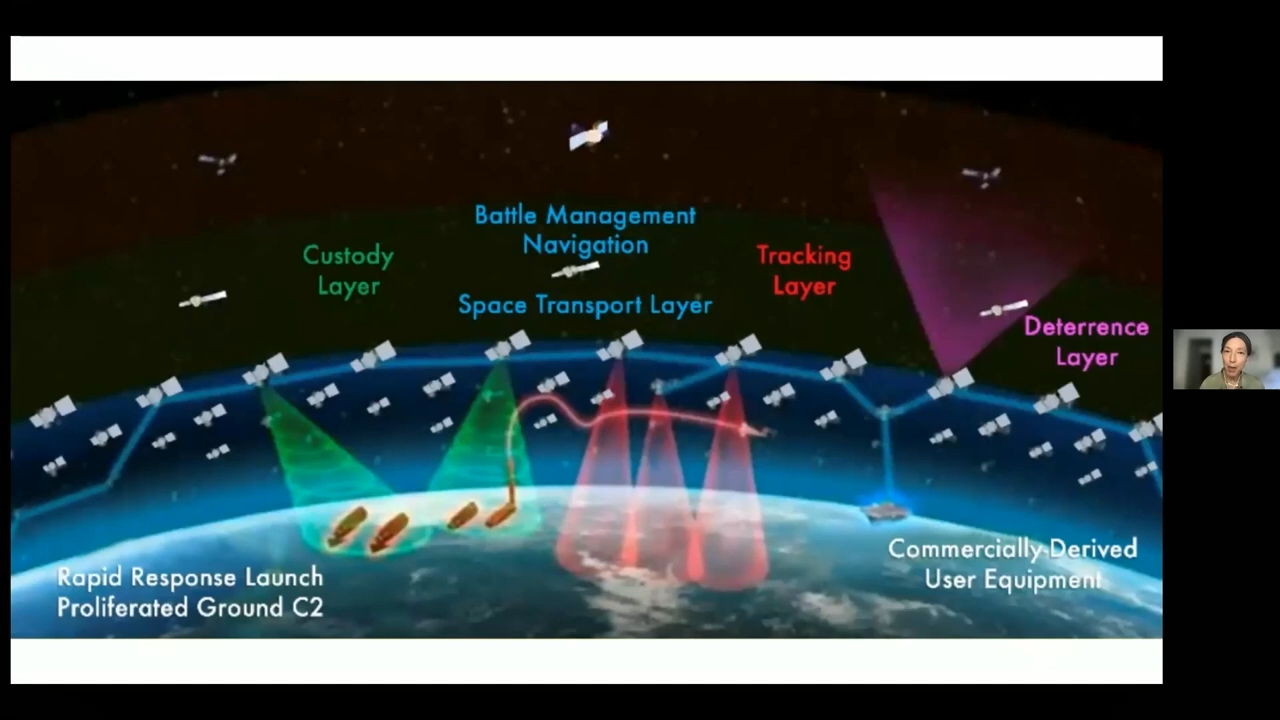 Battle Management
Navigation
Custody
Layer
Tracking
Layer
Space Transport Layer
Deterrence
Layer
Rapid Response Launch
Proliferated Ground C2
Commercially-Derived
User Equipment